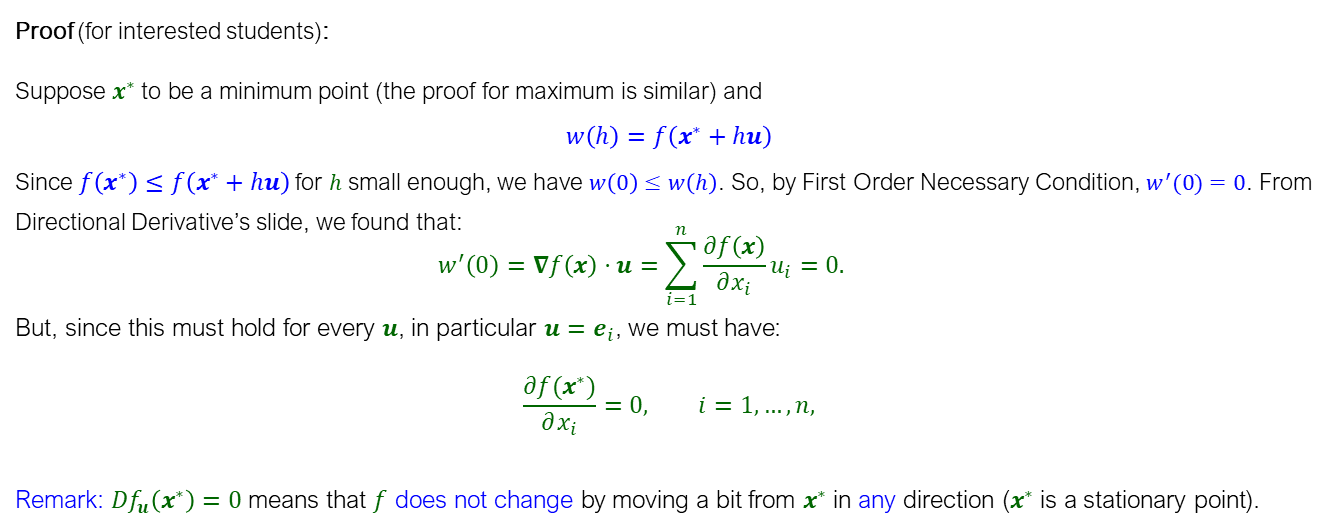 Proof (for interested students):
Suppose x* to be a minimum point (the proof for maximum is similar) and
w(h) = f(x* + hu)
Since f(x*) ≤ f(x* + hu) for h small enough, we have w(0) ≤ w(h). So, by First Order Necessary Condition, w′(0) = 0. From
Directional Derivative's slide, we found that:
w′(0) = ∇f(x) · u = ∑_{i=1}^{n} ∂f(x)/∂x_i u_i = 0.
But, since this must hold for every u, in particular u = e_i, we must have:
∂f(x*)/∂x_i = 0, i = 1, … , n,
Remark: Df_u(x*) = 0 means that f does not change by moving a bit from x* in any direction (x* is a stationary point).